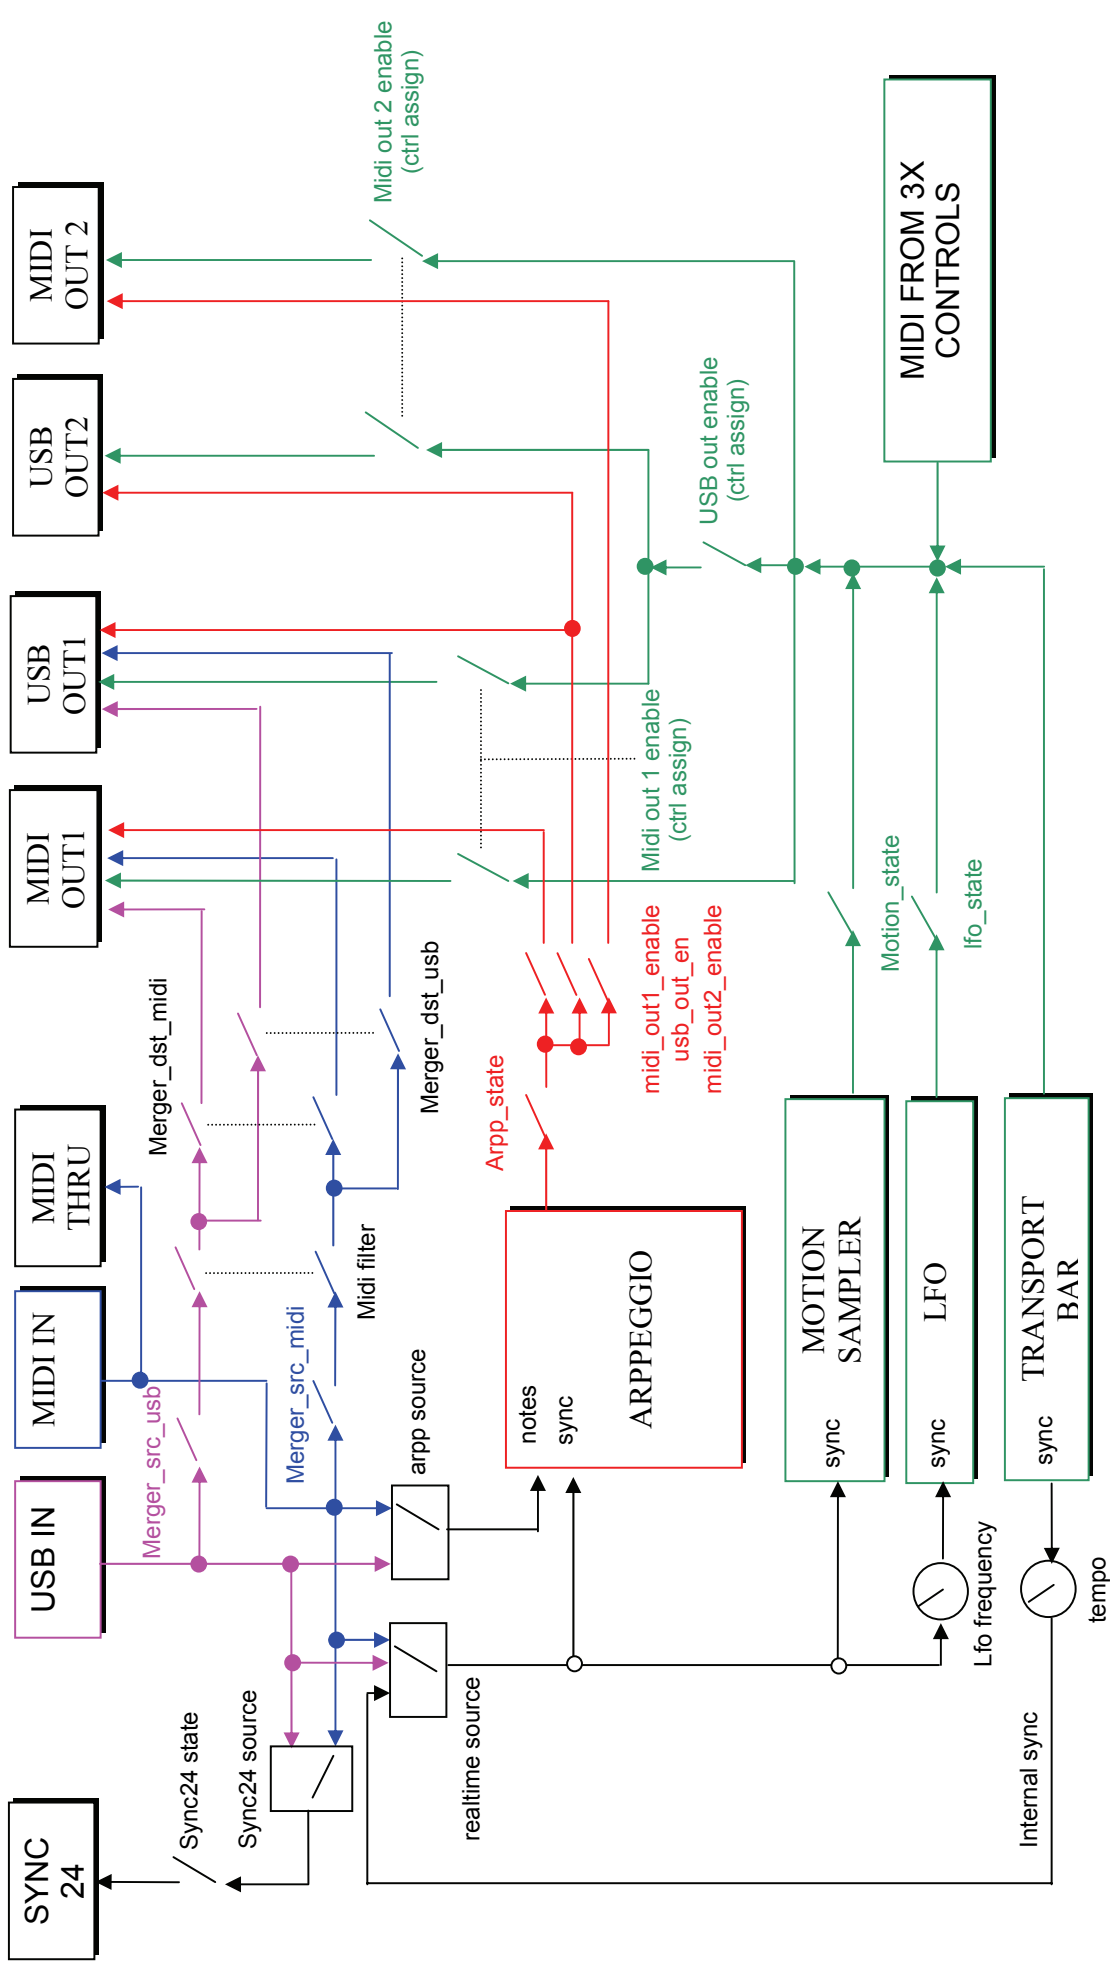 SYNC
24
USB IN
MIDI IN
MIDI
THRU
MIDI
OUT1
USB
OUT1
USB
OUT2
MIDI
OUT 2
Sync24 state
Sync24 source
Merger_src_usb
Merger_dst_midi
Merger_src_midi
Midi filter
Merger_dst_usb
Midi out 2 enable
(ctrl assign)
realtime source
arpp source
notes
sync
ARPPEGGIO
Arpp_state
midi_out1_enable
usb_out_en
midi_out2_enable
Midi out 1 enable
(ctrl assign)
USB out enable
(ctrl assign)
sync
MOTION
SAMPLER
Motion_state
MIDI FROM 3X
CONTROLS
Lfo frequency
sync
LFO
lfo_state
Internal sync
tempo
sync
TRANSPORT
BAR